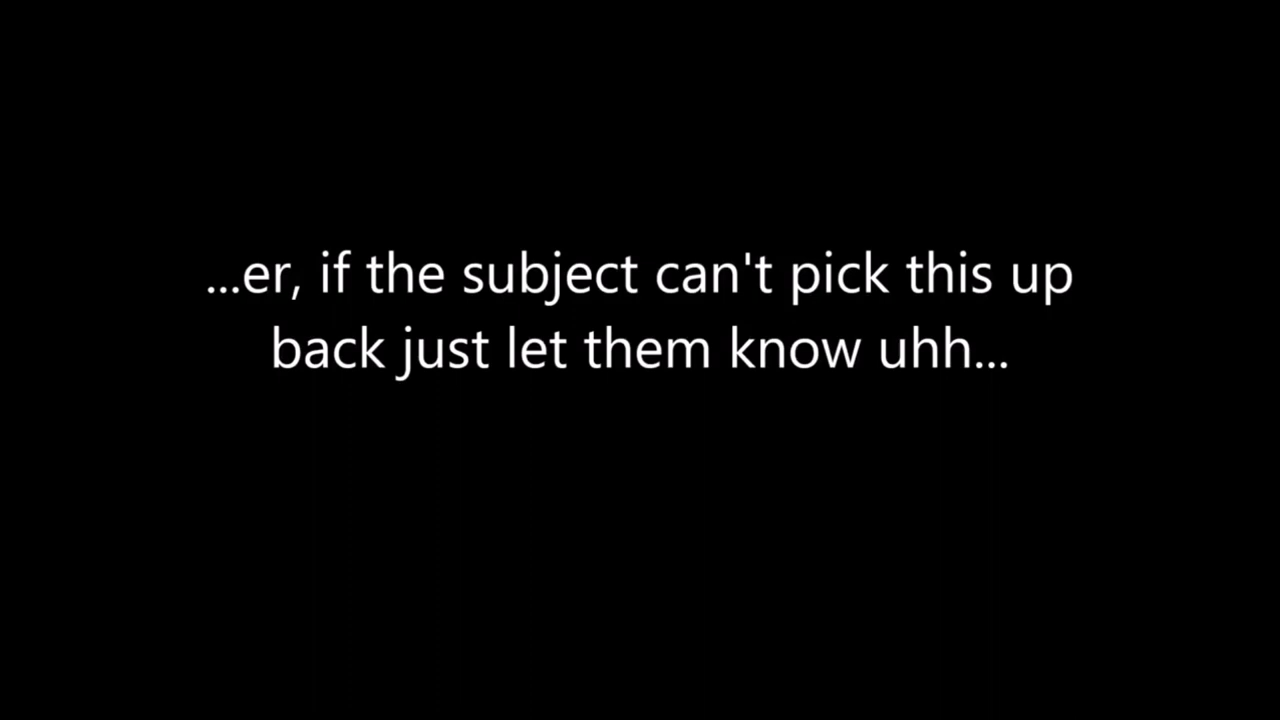 ...er, if the subject can't pick this up
back just let them know uhh...